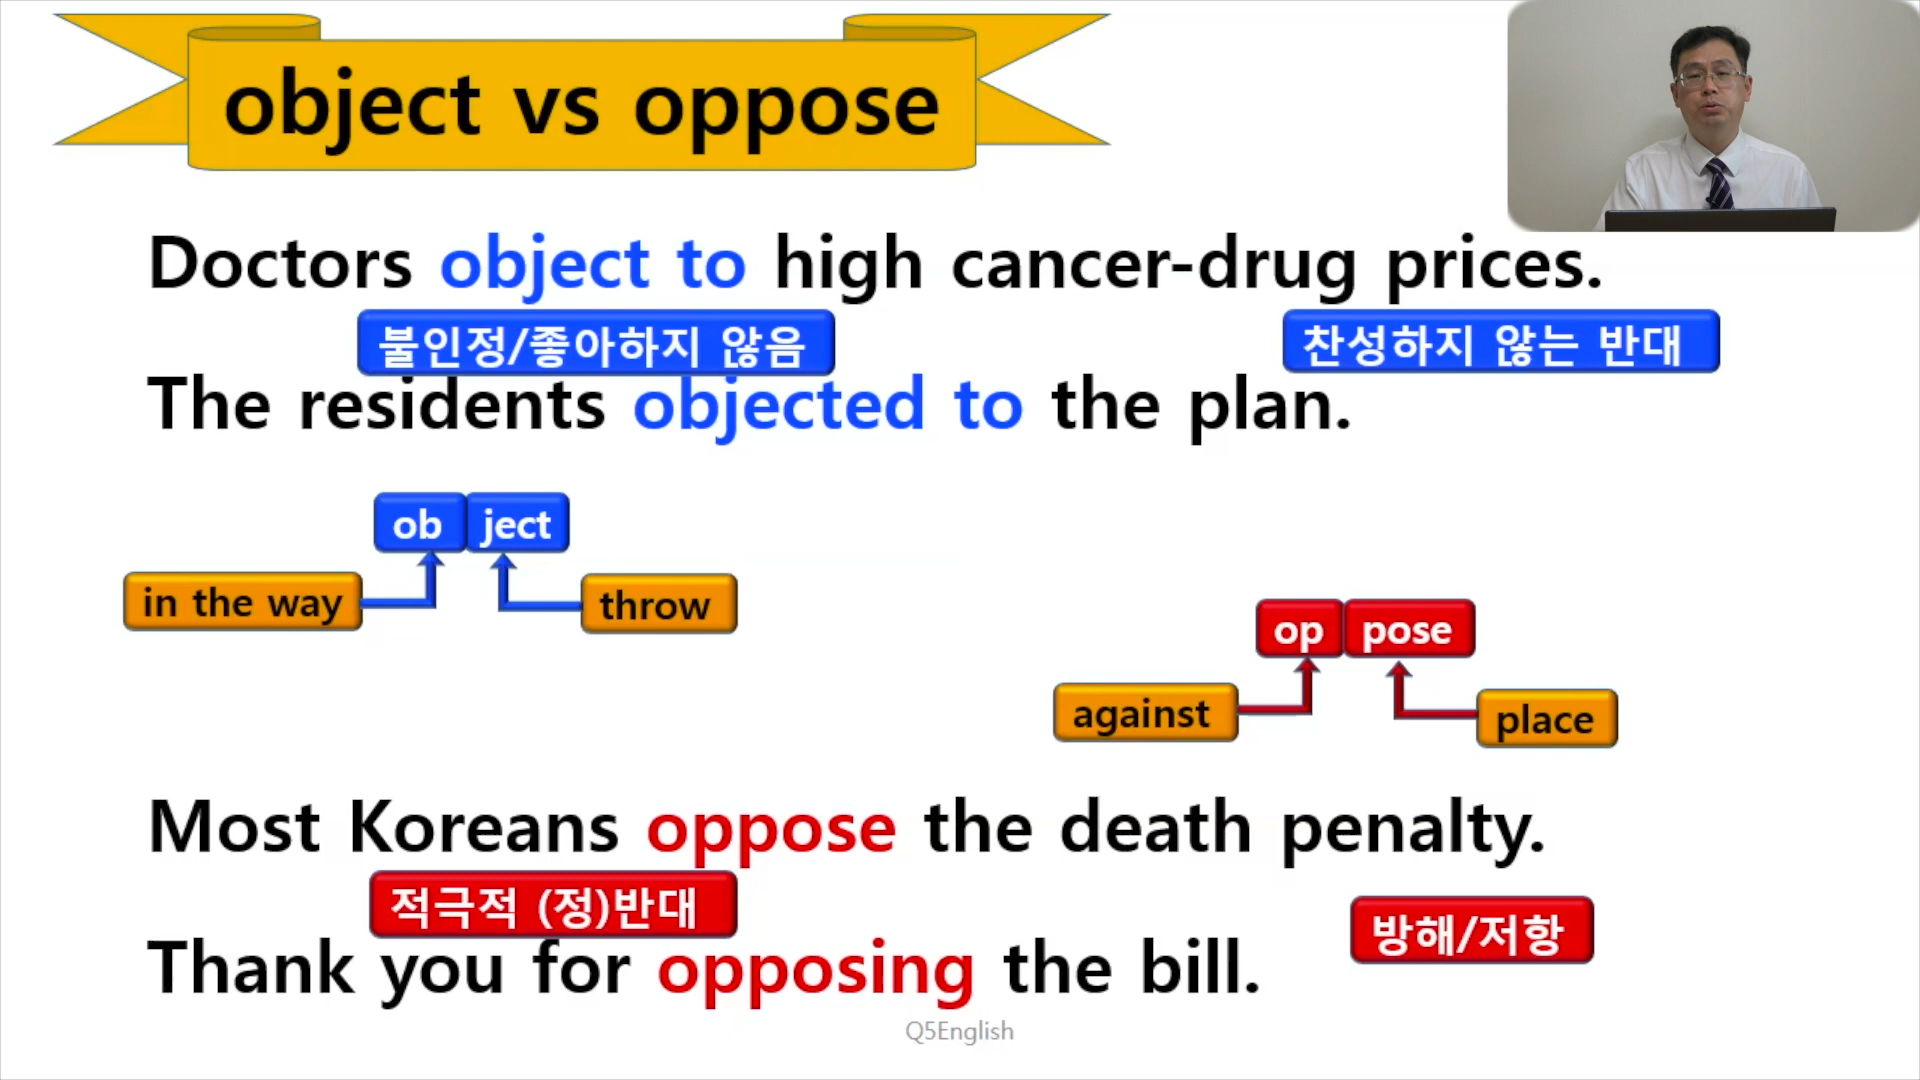 object vs oppose
Doctors object to high cancer-drug prices.
불인정/좋아하지 않음
찬성하지 않는 반대
The residents objected to the plan.
ob ject
in the way
throw
op pose
against
place
Most Koreans oppose the death penalty.
적극적 (정)반대
방해/저항
Thank you for opposing the bill.
Q5English